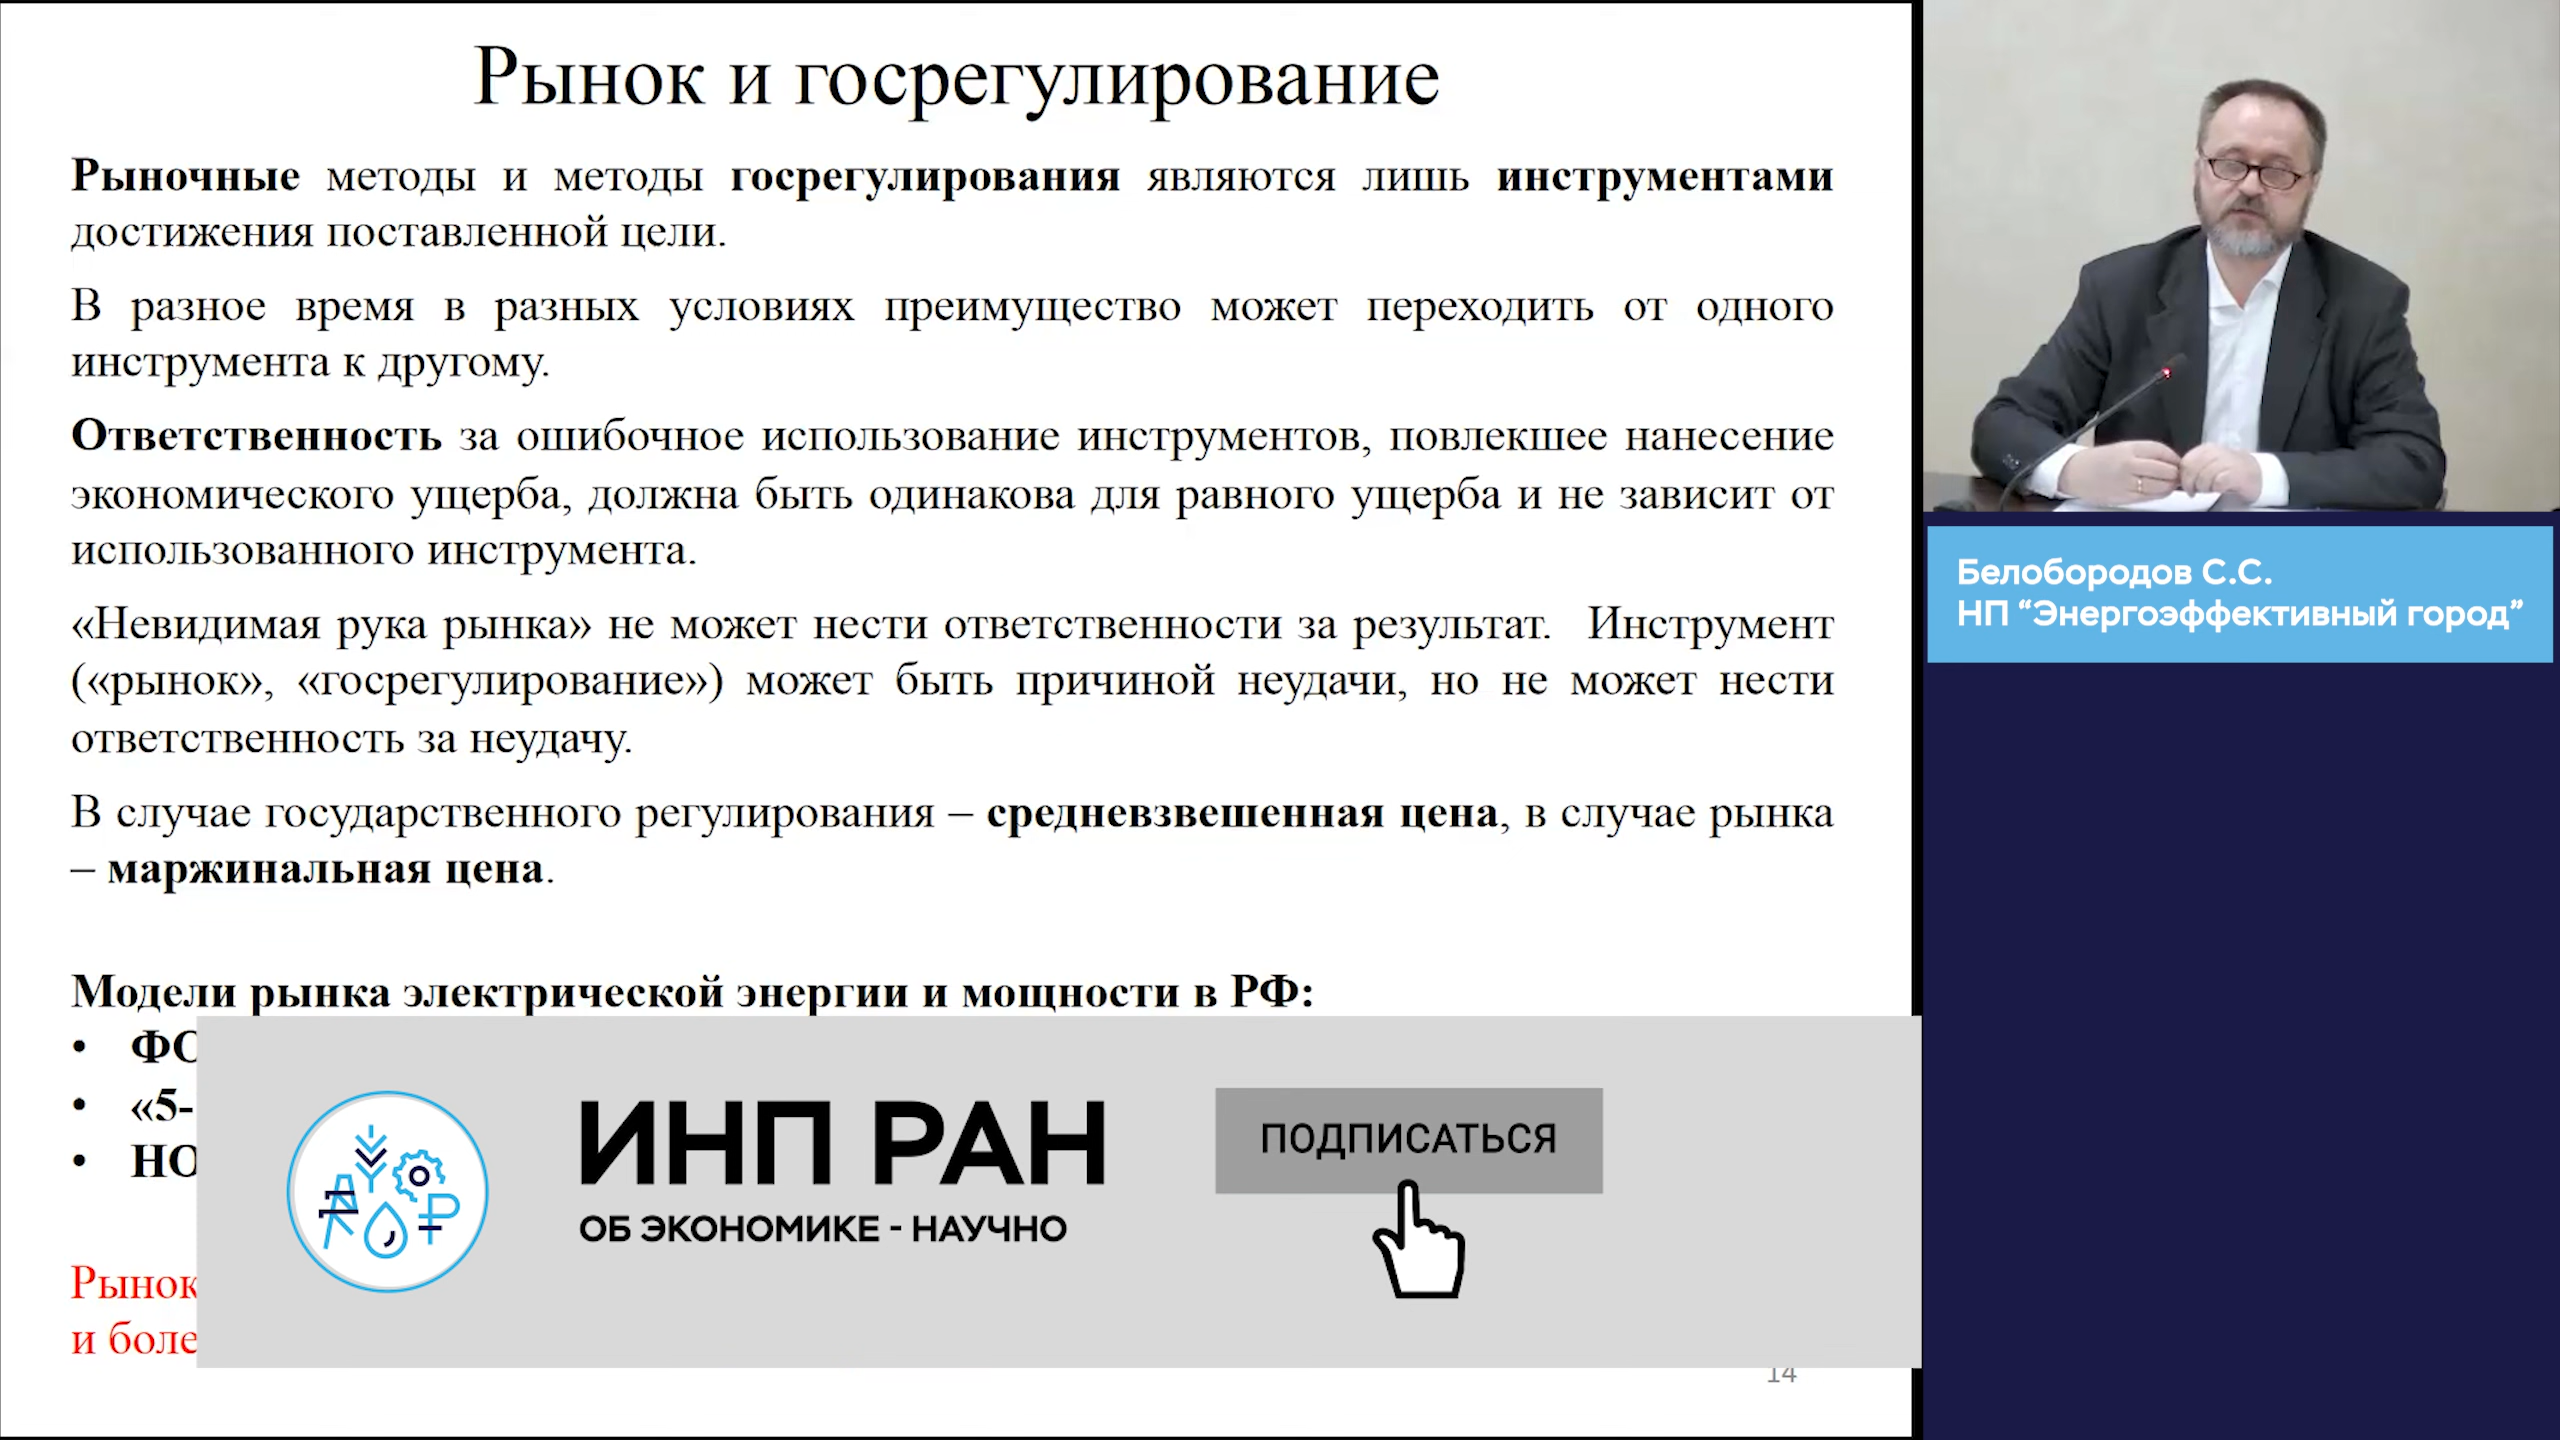 Рынок и госрегулирование
Рыночные методы и методы госрегулирования являются лишь инструментами
достижения поставленной цели.
В разное время в разных условиях преимущество может переходить от одного
инструмента к другому.
Ответственность за ошибочное использование инструментов, повлекшее нанесение
экономического ущерба, должна быть одинакова для равного ущерба и не зависит от
использованного инструмента.
«Невидимая рука рынка» не может нести ответственности за результат. Инструмент
(«рынок», «госрегулирование») может быть причиной неудачи, но не может нести
ответственность за неудачу.
В случае государственного регулирования – средневзвешенная цена, в случае рынка
– маржинальная цена.
Модели рынка электрической энергии и мощности в РФ:
«5-
Рынок
и
14
ИНП РАН
ОБ ЭКОНОМИКЕ - НАУЧНО
ПОДПИСАТЬСЯ
Белобородов С.С.
НП “Энергоэффективный город”